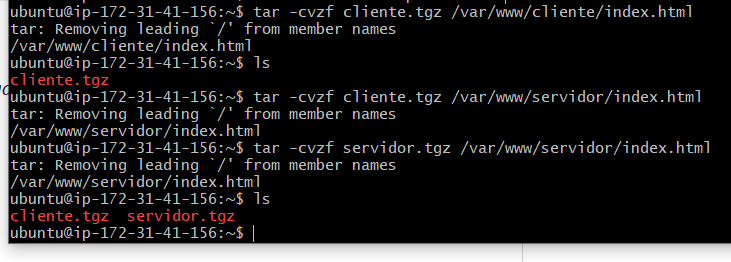 ubuntu@ip-172-31-41-156:~$ tar -cvzf cliente.tgz /var/www/cliente/index.html
tar: Removing leading `/' from member names
/var/www/cliente/index.html
ubuntu@ip-172-31-41-156:~$ ls
cliente.tgz
ubuntu@ip-172-31-41-156:~$ tar -cvzf cliente.tgz /var/www/servidor/index.html
tar: Removing leading `/' from member names
/var/www/servidor/index.html
ubuntu@ip-172-31-41-156:~$ tar -cvzf servidor.tgz /var/www/servidor/index.html
tar: Removing leading `/' from member names
/var/www/servidor/index.html
ubuntu@ip-172-31-41-156:~$ ls
cliente.tgz  servidor.tgz
ubuntu@ip-172-31-41-156:~$